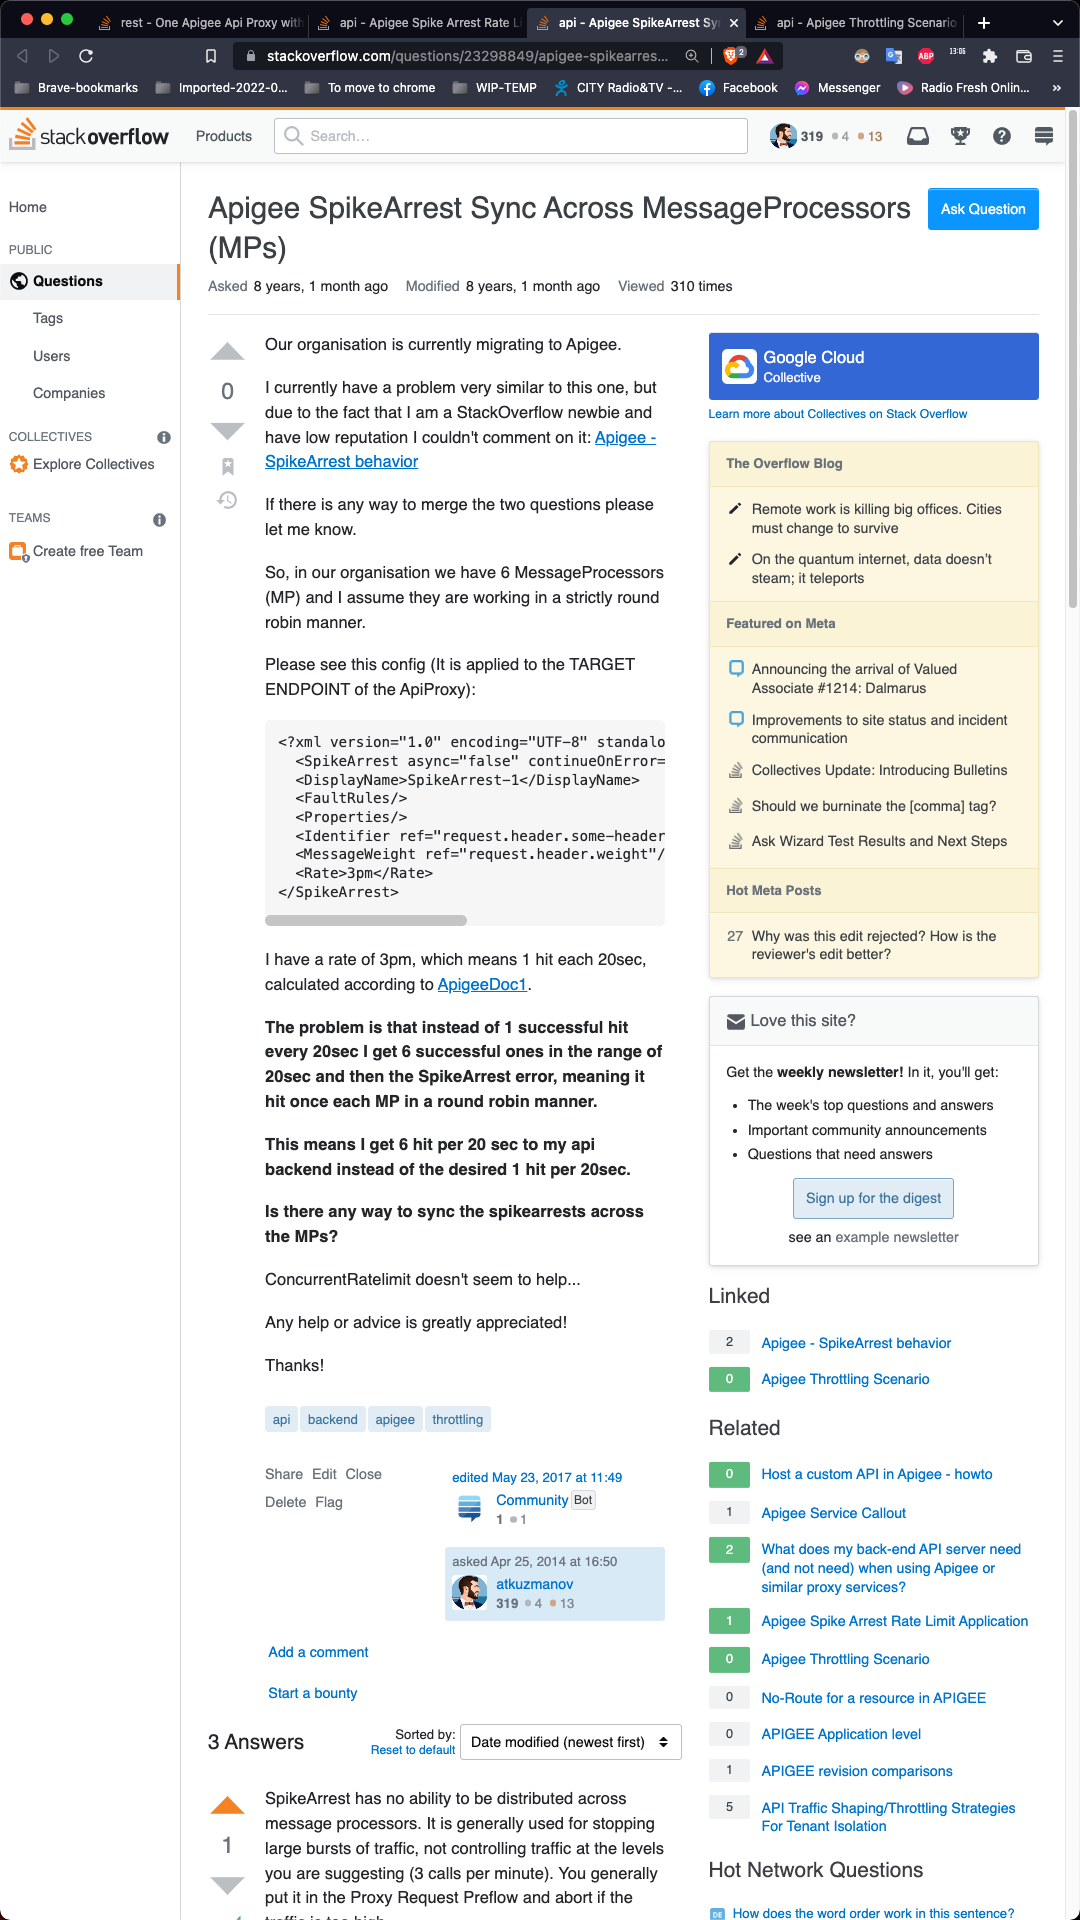 rest - One Apigee Api Proxy with
api - Apigee Spike Arrest Rate Li
api - Apigee SpikeArrest Sy
api - Apigee Throttling Scenario
stackoverflow.com/questions/23298849/apigee-spikearres...
2
ABP
13:05
Brave-bookmarks
Imported-2022-0...
To move to chrome
WIP-TEMP
CITY Radio&TV -...
Facebook
Messenger
Radio Fresh Onlin...
»
stackoverflow
Products
Search...
319 4 13
Home
PUBLIC
Questions
Tags
Users
Companies
COLLECTIVES
Explore Collectives
TEAMS
Create free Team
Apigee SpikeArrest Sync Across MessageProcessors
(MPs)
Ask Question
Asked 8 years, 1 month ago Modified 8 years, 1 month ago Viewed 310 times
0
Our organisation is currently migrating to Apigee.
I currently have a problem very similar to this one, but
due to the fact that I am a StackOverflow newbie and
have low reputation I couldn't comment on it: Apigee -
SpikeArrest behavior
If there is any way to merge the two questions please
let me know.
So, in our organisation we have 6 MessageProcessors
(MP) and I assume they are working in a strictly round
robin manner.
Please see this config (It is applied to the TARGET
ENDPOINT of the ApiProxy):
<?xml version="1.0" encoding="UTF-8" standalo
<SpikeArrest async="false" continueOnError=
<DisplayName>SpikeArrest-1</DisplayName>
<FaultRules/>
<Properties/>
<Identifier ref="request.header.some-header
<MessageWeight ref="request.header.weight"/
<Rate>3pm</Rate>
</SpikeArrest>
I have a rate of 3pm, which means 1 hit each 20sec,
calculated according to ApigeeDoc1.
The problem is that instead of 1 successful hit
every 20sec I get 6 successful ones in the range of
20sec and then the SpikeArrest error, meaning it
hit once each MP in a round robin manner.
This means I get 6 hit per 20 sec to my api
backend instead of the desired 1 hit per 20sec.
Is there any way to sync the spikearrests across
the MPs?
ConcurrentRatelimit doesn't seem to help...
Any help or advice is greatly appreciated!
Thanks!
api backend apigee throttling
Share Edit Close
Delete Flag
edited May 23, 2017 at 11:49
Community Bot
1 1
asked Apr 25, 2014 at 16:50
atkuzmanov
319 4 13
Add a comment
Start a bounty
3 Answers
Sorted by:
Reset to default
Date modified (newest first)
1
SpikeArrest has no ability to be distributed across
message processors. It is generally used for stopping
large bursts of traffic, not controlling traffic at the levels
you are suggesting (3 calls per minute). You generally
put it in the Proxy Request Preflow and abort if the
traffic is too high.
Google Cloud
Collective
Learn more about Collectives on Stack Overflow
The Overflow Blog
Remote work is killing big offices. Cities
must change to survive
On the quantum internet, data doesn't
steam; it teleports
Featured on Meta
Announcing the arrival of Valued
Associate #1214: Dalmarus
Improvements to site status and incident
communication
Collectives Update: Introducing Bulletins
Should we burninate the [comma] tag?
Ask Wizard Test Results and Next Steps
Hot Meta Posts
27 Why was this edit rejected? How is the
reviewer's edit better?
Love this site?
Get the weekly newsletter! In it, you'll get:
• The week's top questions and answers
• Important community announcements
• Questions that need answers
Sign up for the digest
see an example newsletter
Linked
2 Apigee - SpikeArrest behavior
0 Apigee Throttling Scenario
Related
0 Host a custom API in Apigee - howto
1 Apigee Service Callout
2 What does my back-end API server need
(and not need) when using Apigee or
similar proxy services?
1 Apigee Spike Arrest Rate Limit Application
0 Apigee Throttling Scenario
0 No-Route for a resource in APIGEE
0 APIGEE Application level
1 APIGEE revision comparisons
5 API Traffic Shaping/Throttling Strategies
For Tenant Isolation
Hot Network Questions
DE How does the word order work in this sentence?